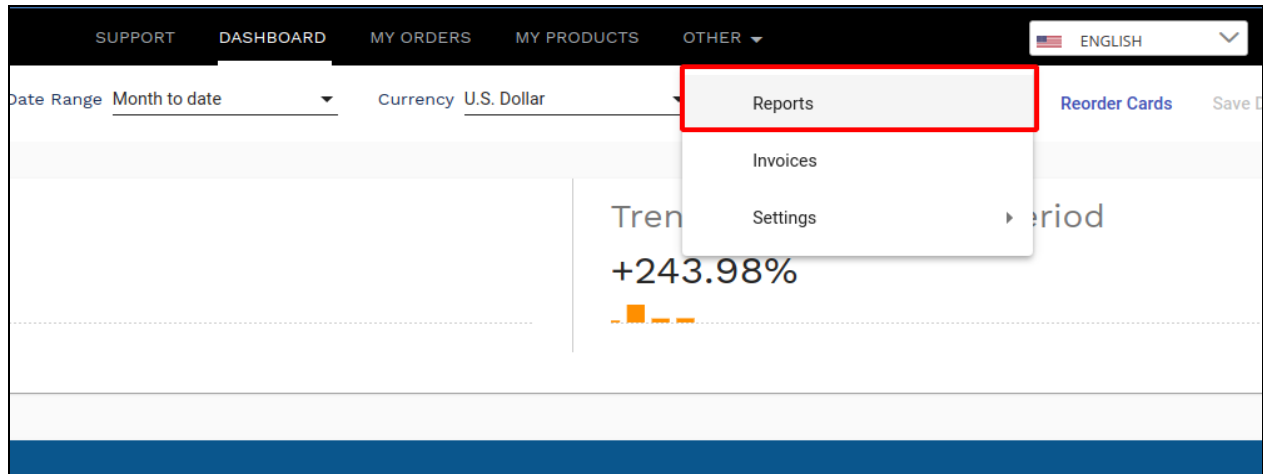 SUPPORT DASHBOARD MY ORDERS MY PRODUCTS OTHER ENGLISH
Date Range Month to date Currency U.S. Dollar Reports Reorder Cards Save
Invoices
Settings
+243.98%